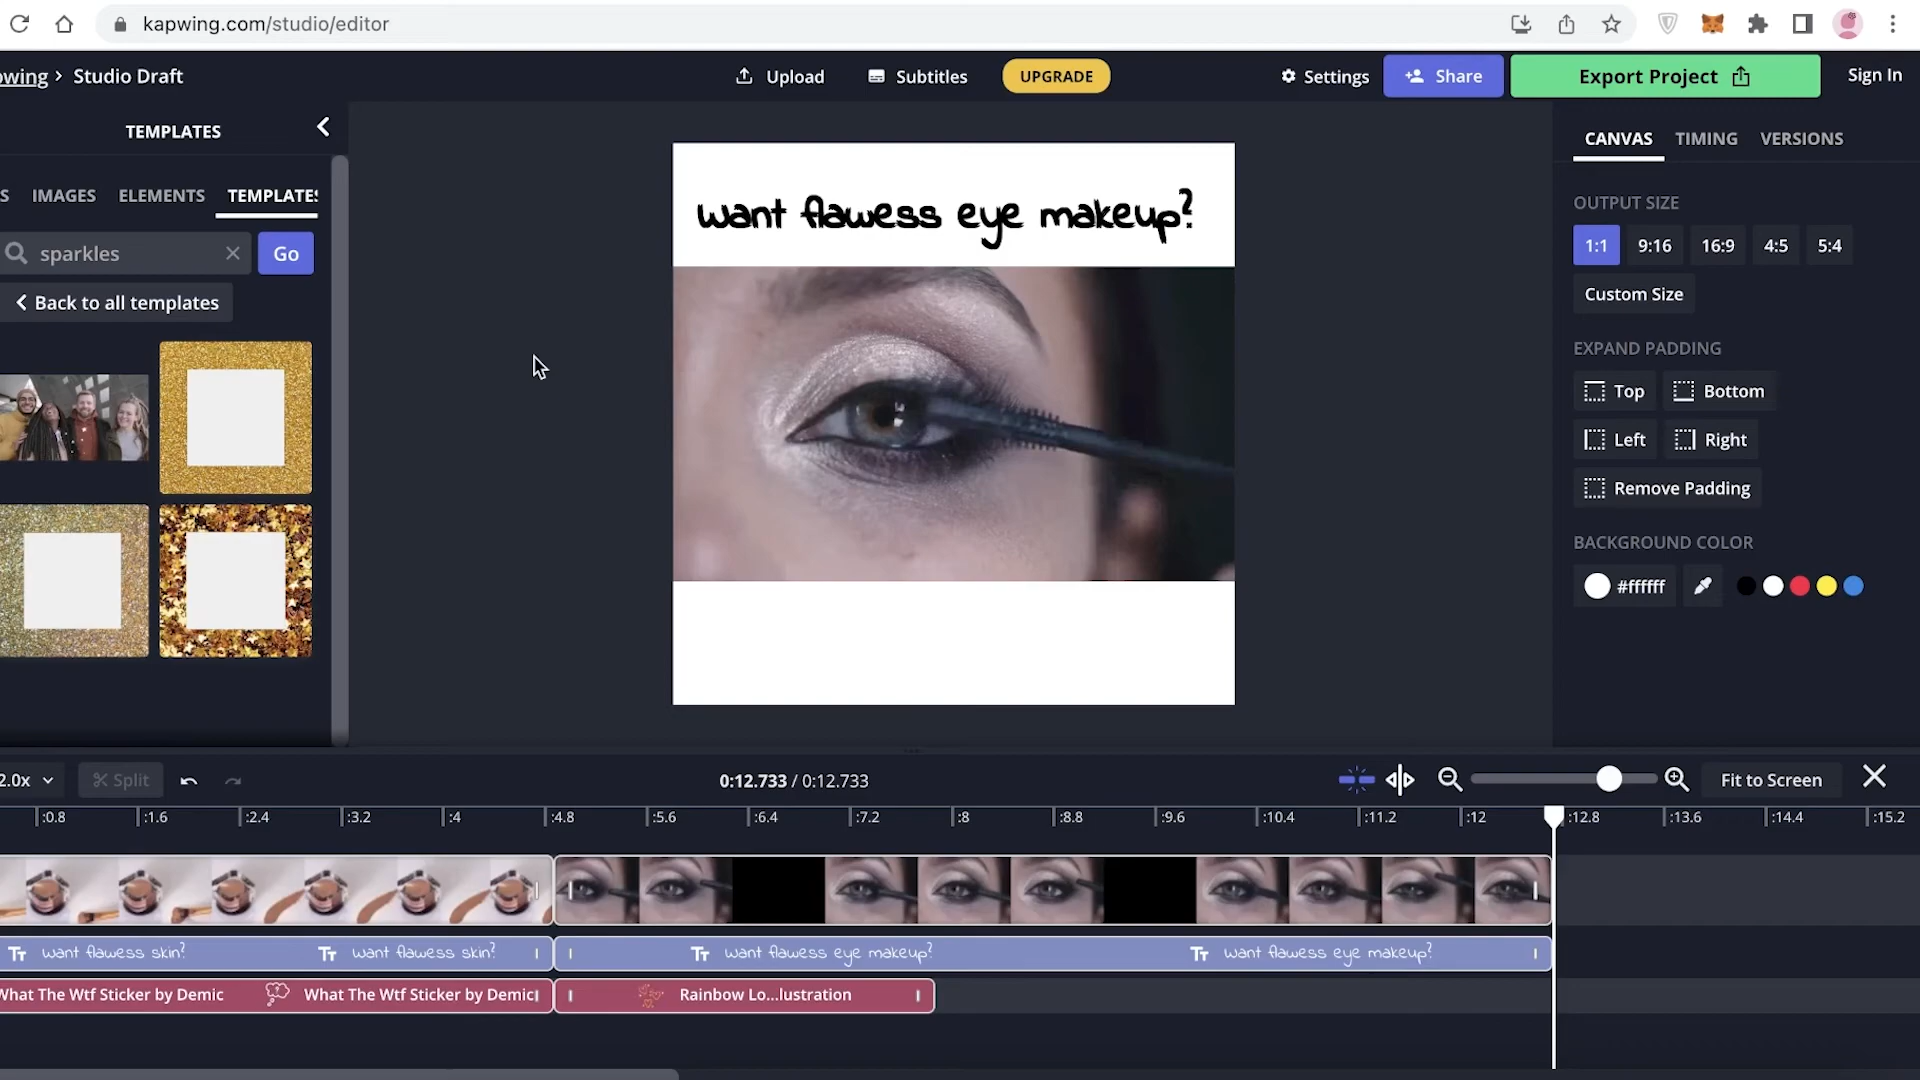 kapwing.com/studio/editor
wing > Studio Draft
Upload
Subtitles
UPGRADE
Settings
Share
Export Project
Sign In
TEMPLATES
S IMAGES ELEMENTS TEMPLATES
sparkles
Go
Back to all templates
want flawess eye makeup?
CANVAS TIMING VERSIONS
OUTPUT SIZE
1:1 9:16 16:9 4:5 5:4
Custom Size
EXPAND PADDING
Top Bottom
Left Right
Remove Padding
BACKGROUND COLOR
#ffffff
2.0x
Split
0:12.733 / 0:12.733
Fit to Screen
:0.8 :1.6 :2.4 :3.2 :4 :4.8 :5.6 :6.4 :7.2 :8 :8.8 :9.6 :10.4 :11.2 :12 :12.8 :13.6 :14.4 :15.2
want flawess skin? want flawess skin? want flawess eye makeup? want flawess eye makeup?
What The Wtf Sticker by Demic What The Wtf Sticker by Demic Rainbow Lo...lustration